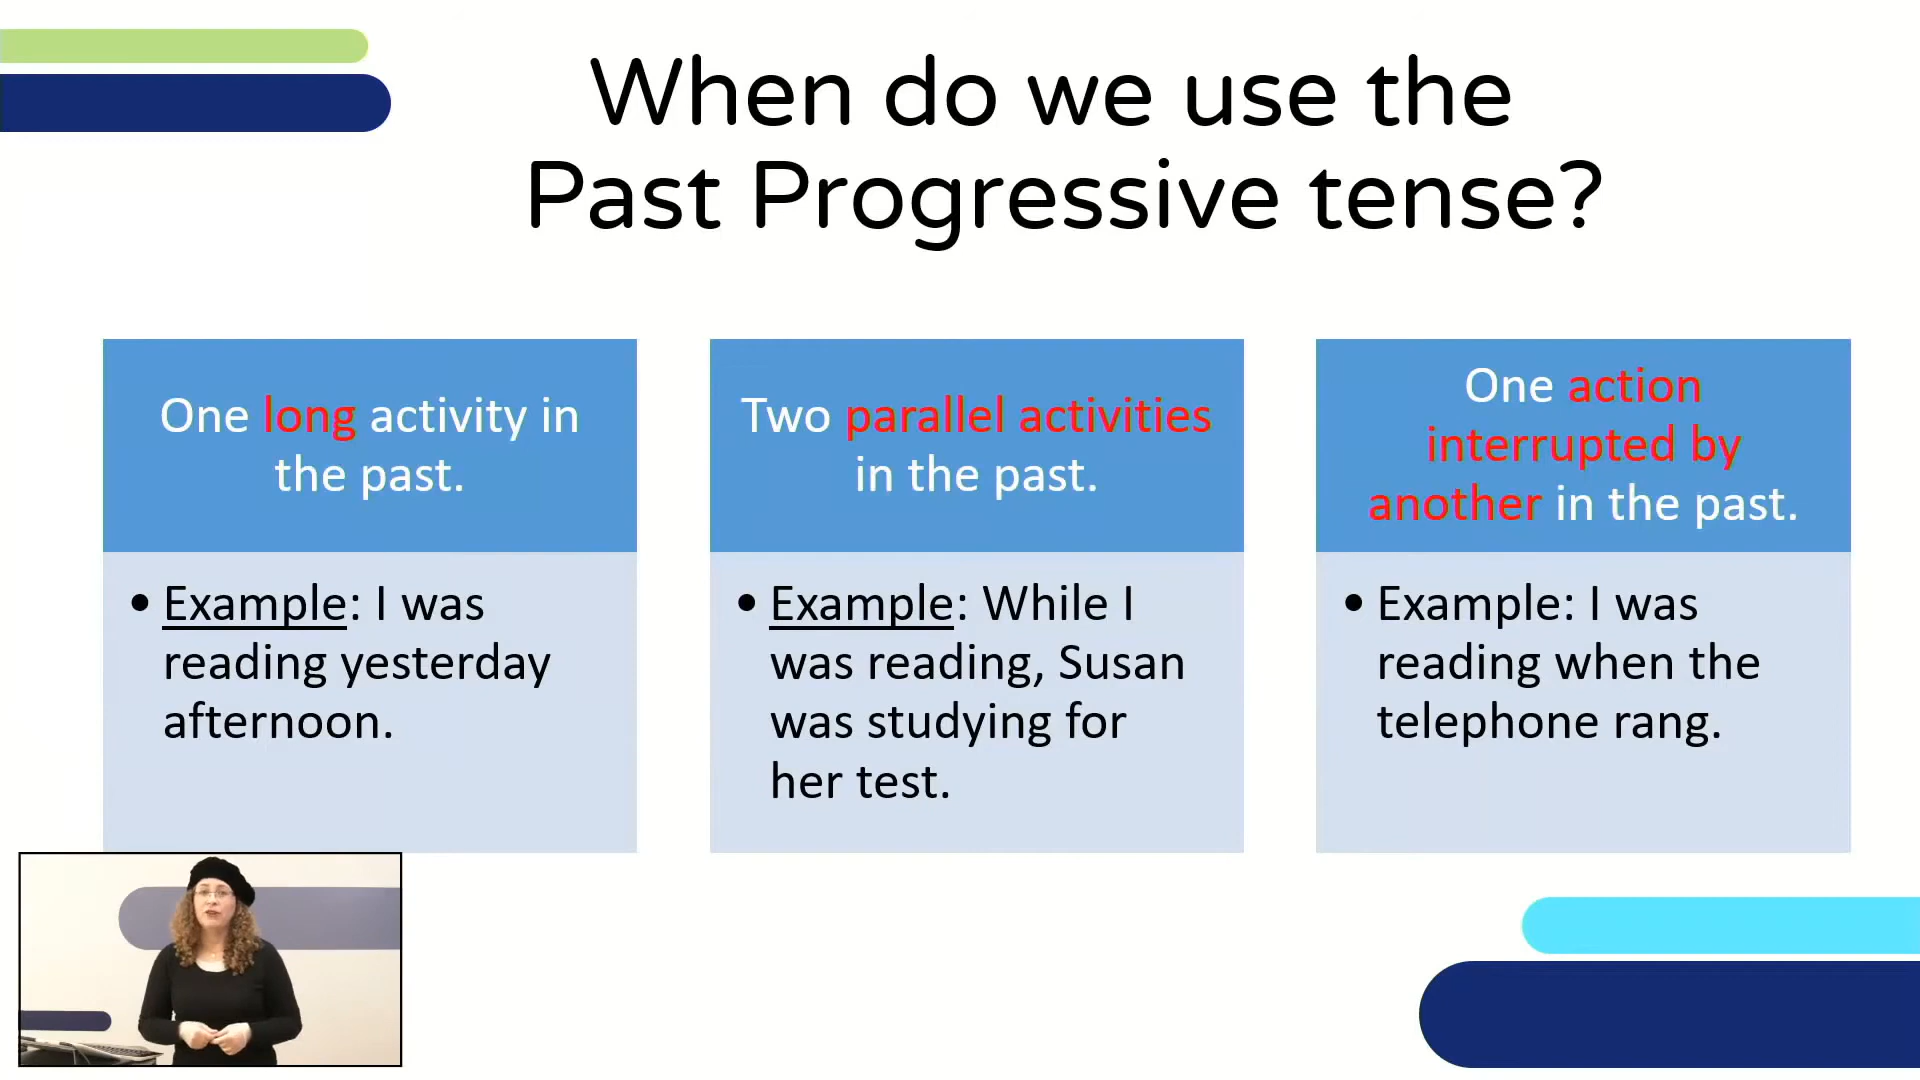 When do we use the
Past Progressive tense?
One long activity in
the past.
• Example: I was
reading yesterday
afternoon.
Two parallel activities
in the past.
• Example: While I
was reading, Susan
was studying for
her test.
One action
interrupted by
another in the past.
• Example: I was
reading when the
telephone rang.